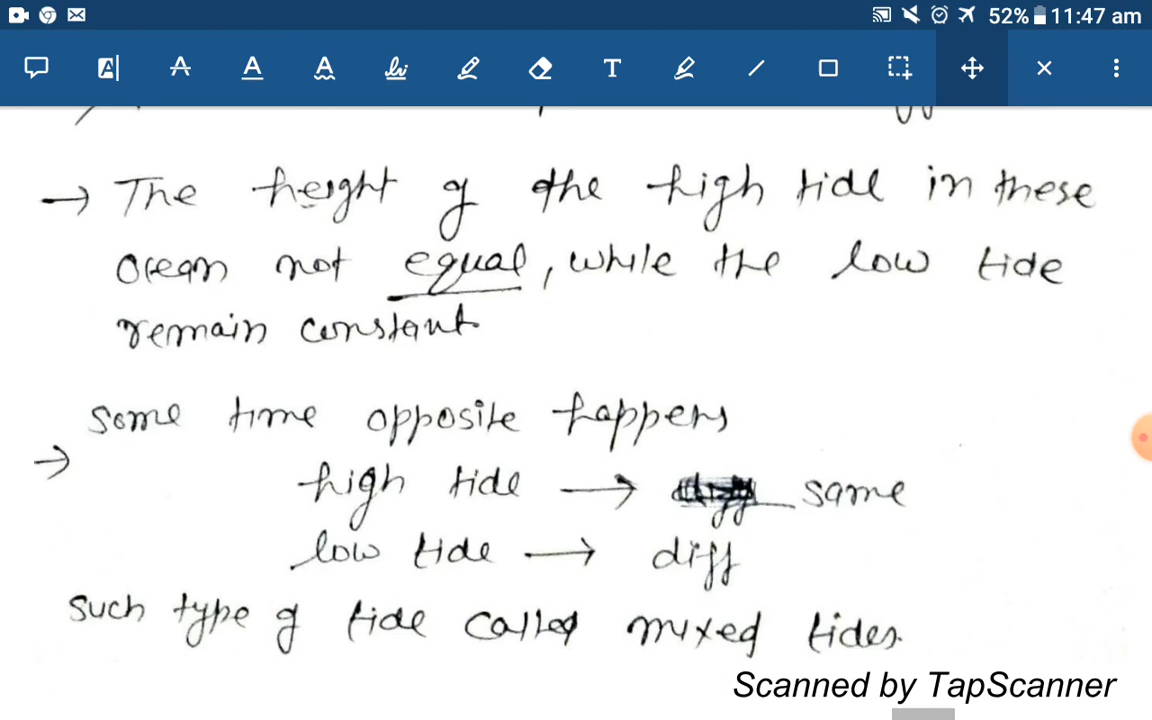 52% 11:47 am
→ The height of the high tide in these
Ocean not equal, while the low tide
remain constant
some time opposite happens
→
high tide → same
low tide → diff
such type of tide called mixed tides
Scanned by TapScanner